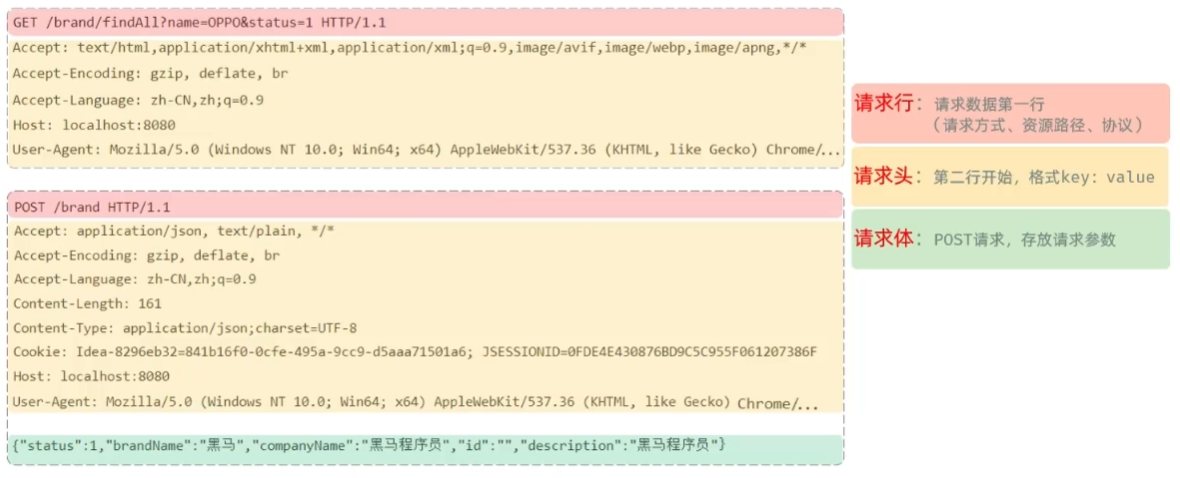 GET /brand/findAll?name=OPPO&status=1 HTTP/1.1
Accept: text/html,application/xhtml+xml,application/xml;q=0.9,image/avif,image/webp,image/apng,*/*
Accept-Encoding: gzip, deflate, br
Accept-Language: zh-CN,zh;q=0.9
Host: localhost:8080
User-Agent: Mozilla/5.0 (Windows NT 10.0; Win64; x64) AppleWebKit/537.36 (KHTML, like Gecko) Chrome/...
POST /brand HTTP/1.1
Accept: application/json, text/plain, */*
Accept-Encoding: gzip, deflate, br
Accept-Language: zh-CN,zh;q=0.9
Content-Length: 161
Content-Type: application/json;charset=UTF-8
Cookie: Idea-8296eb32=841b16f0-0cfe-495a-9cc9-d5aaa71501a6; JSESSIONID=0FDE4E430876BD9C5C955F061207386F
Host: localhost:8080
User-Agent: Mozilla/5.0 (Windows NT 10.0; Win64; x64) AppleWebKit/537.36 (KHTML, like Gecko) Chrome/...
{"status":1,"brandName":"黑马","companyName":"黑马程序员","id":"","description":"黑马程序员"}
请求行：请求数据第一行
（请求方式、资源路径、协议）
请求头：第二行开始，格式key: value
请求体：POST请求，存放请求参数